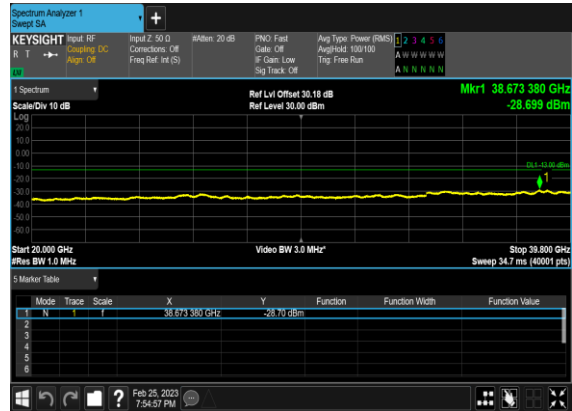 Spectrum Analyzer 1
Swept SA
+
KEYSIGHT Input: RF Input Z: 50 Ω #Atten: 20 dB PNO: Fast Avg Type: Power (RMS) 1 2 3 4 5 6
R T Coupling: DC Corrections: Off Gate: Off Avg|Hold: 100/100 A W W W W W
Align: Off Freq Ref: Int (S) IF Gain: Low Trig: Free Run
Sig Track: Off A N N N N N
1 Spectrum Ref Lvl Offset 30.18 dB Mkr1 38.673 380 GHz
Scale/Div 10 dB Ref Level 30.00 dBm -28.699 dBm
Log
20.0
10.0
0.00
-10.0
DL1 -13.00 dBm
1
-20.0
-30.0
-40.0
-50.0
-60.0
Start 20.000 GHz Video BW 3.0 MHz* Stop 39.800 GHz
#Res BW 1.0 MHz Sweep 34.7 ms (40001 pts)
5 Marker Table
Mode Trace Scale X Y Function Function Width Function Value
1 N 1 f 38.673 380 GHz -28.70 dBm
2
3
4
5
6
? Feb 25, 2023
7:54:57 PM